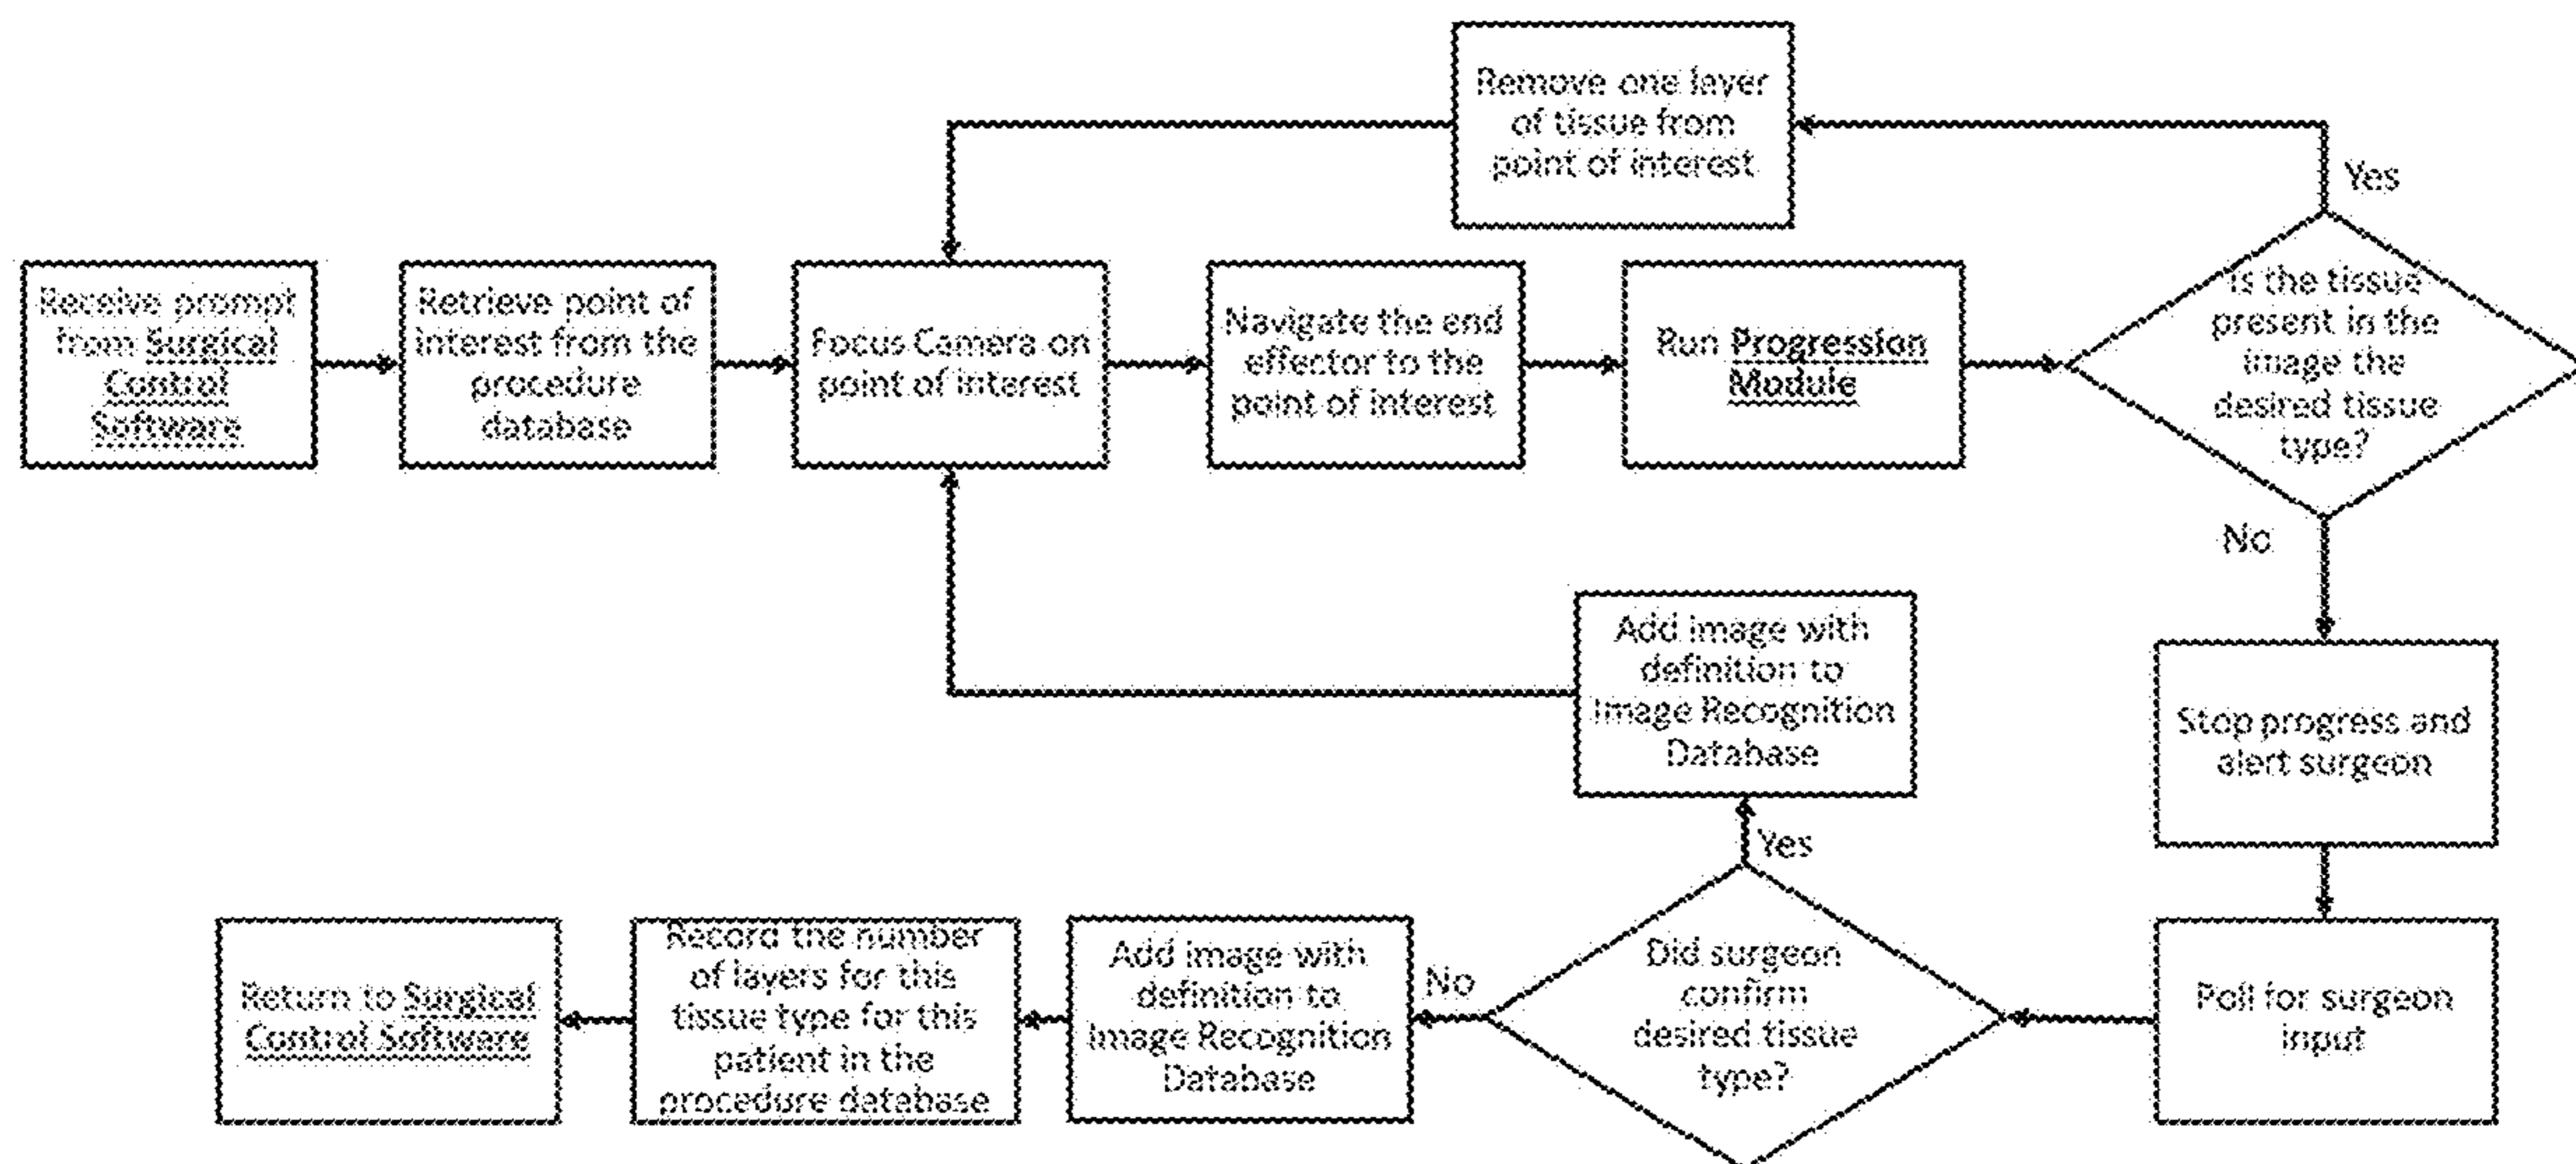 Remove one layer
of tissue from
point of interest
Yes
Receive prompt
from Surgical
Control
Software
Retrieve point of
interest from the
procedure
database
Focus Camera on
point of interest
Navigate the end
effector to the
point of interest
Run Progression
Module
Is the tissue
present in the
image the
desired tissue
type?
No
Add image with
definition to
Image Recognition
Database
Stop progress and
alert surgeon
Yes
Return to Surgical
Control Software
Record the number
of layers for this
tissue type for this
patient in the
procedure database
Add image with
definition to
Image Recognition
Database
No
Did surgeon
confirm
desired tissue
type?
Poll for surgeon
input